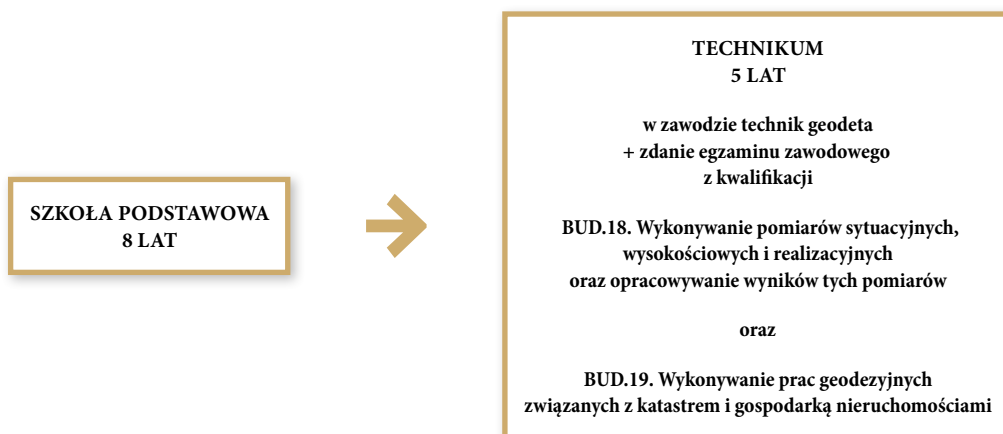 SZKOŁA PODSTAWOWA
8 LAT
TECHNIKUM
5 LAT
w zawodzie technik geodeta
+ zdanie egzaminu zawodowego
z kwalifikacji
BUD.18. Wykonywanie pomiarów sytuacyjnych,
wysokościowych i realizacyjnych
oraz opracowywanie wyników tych pomiarów
oraz
BUD.19. Wykonywanie prac geodezyjnych
związanych z katastrem i gospodarką nieruchomościami